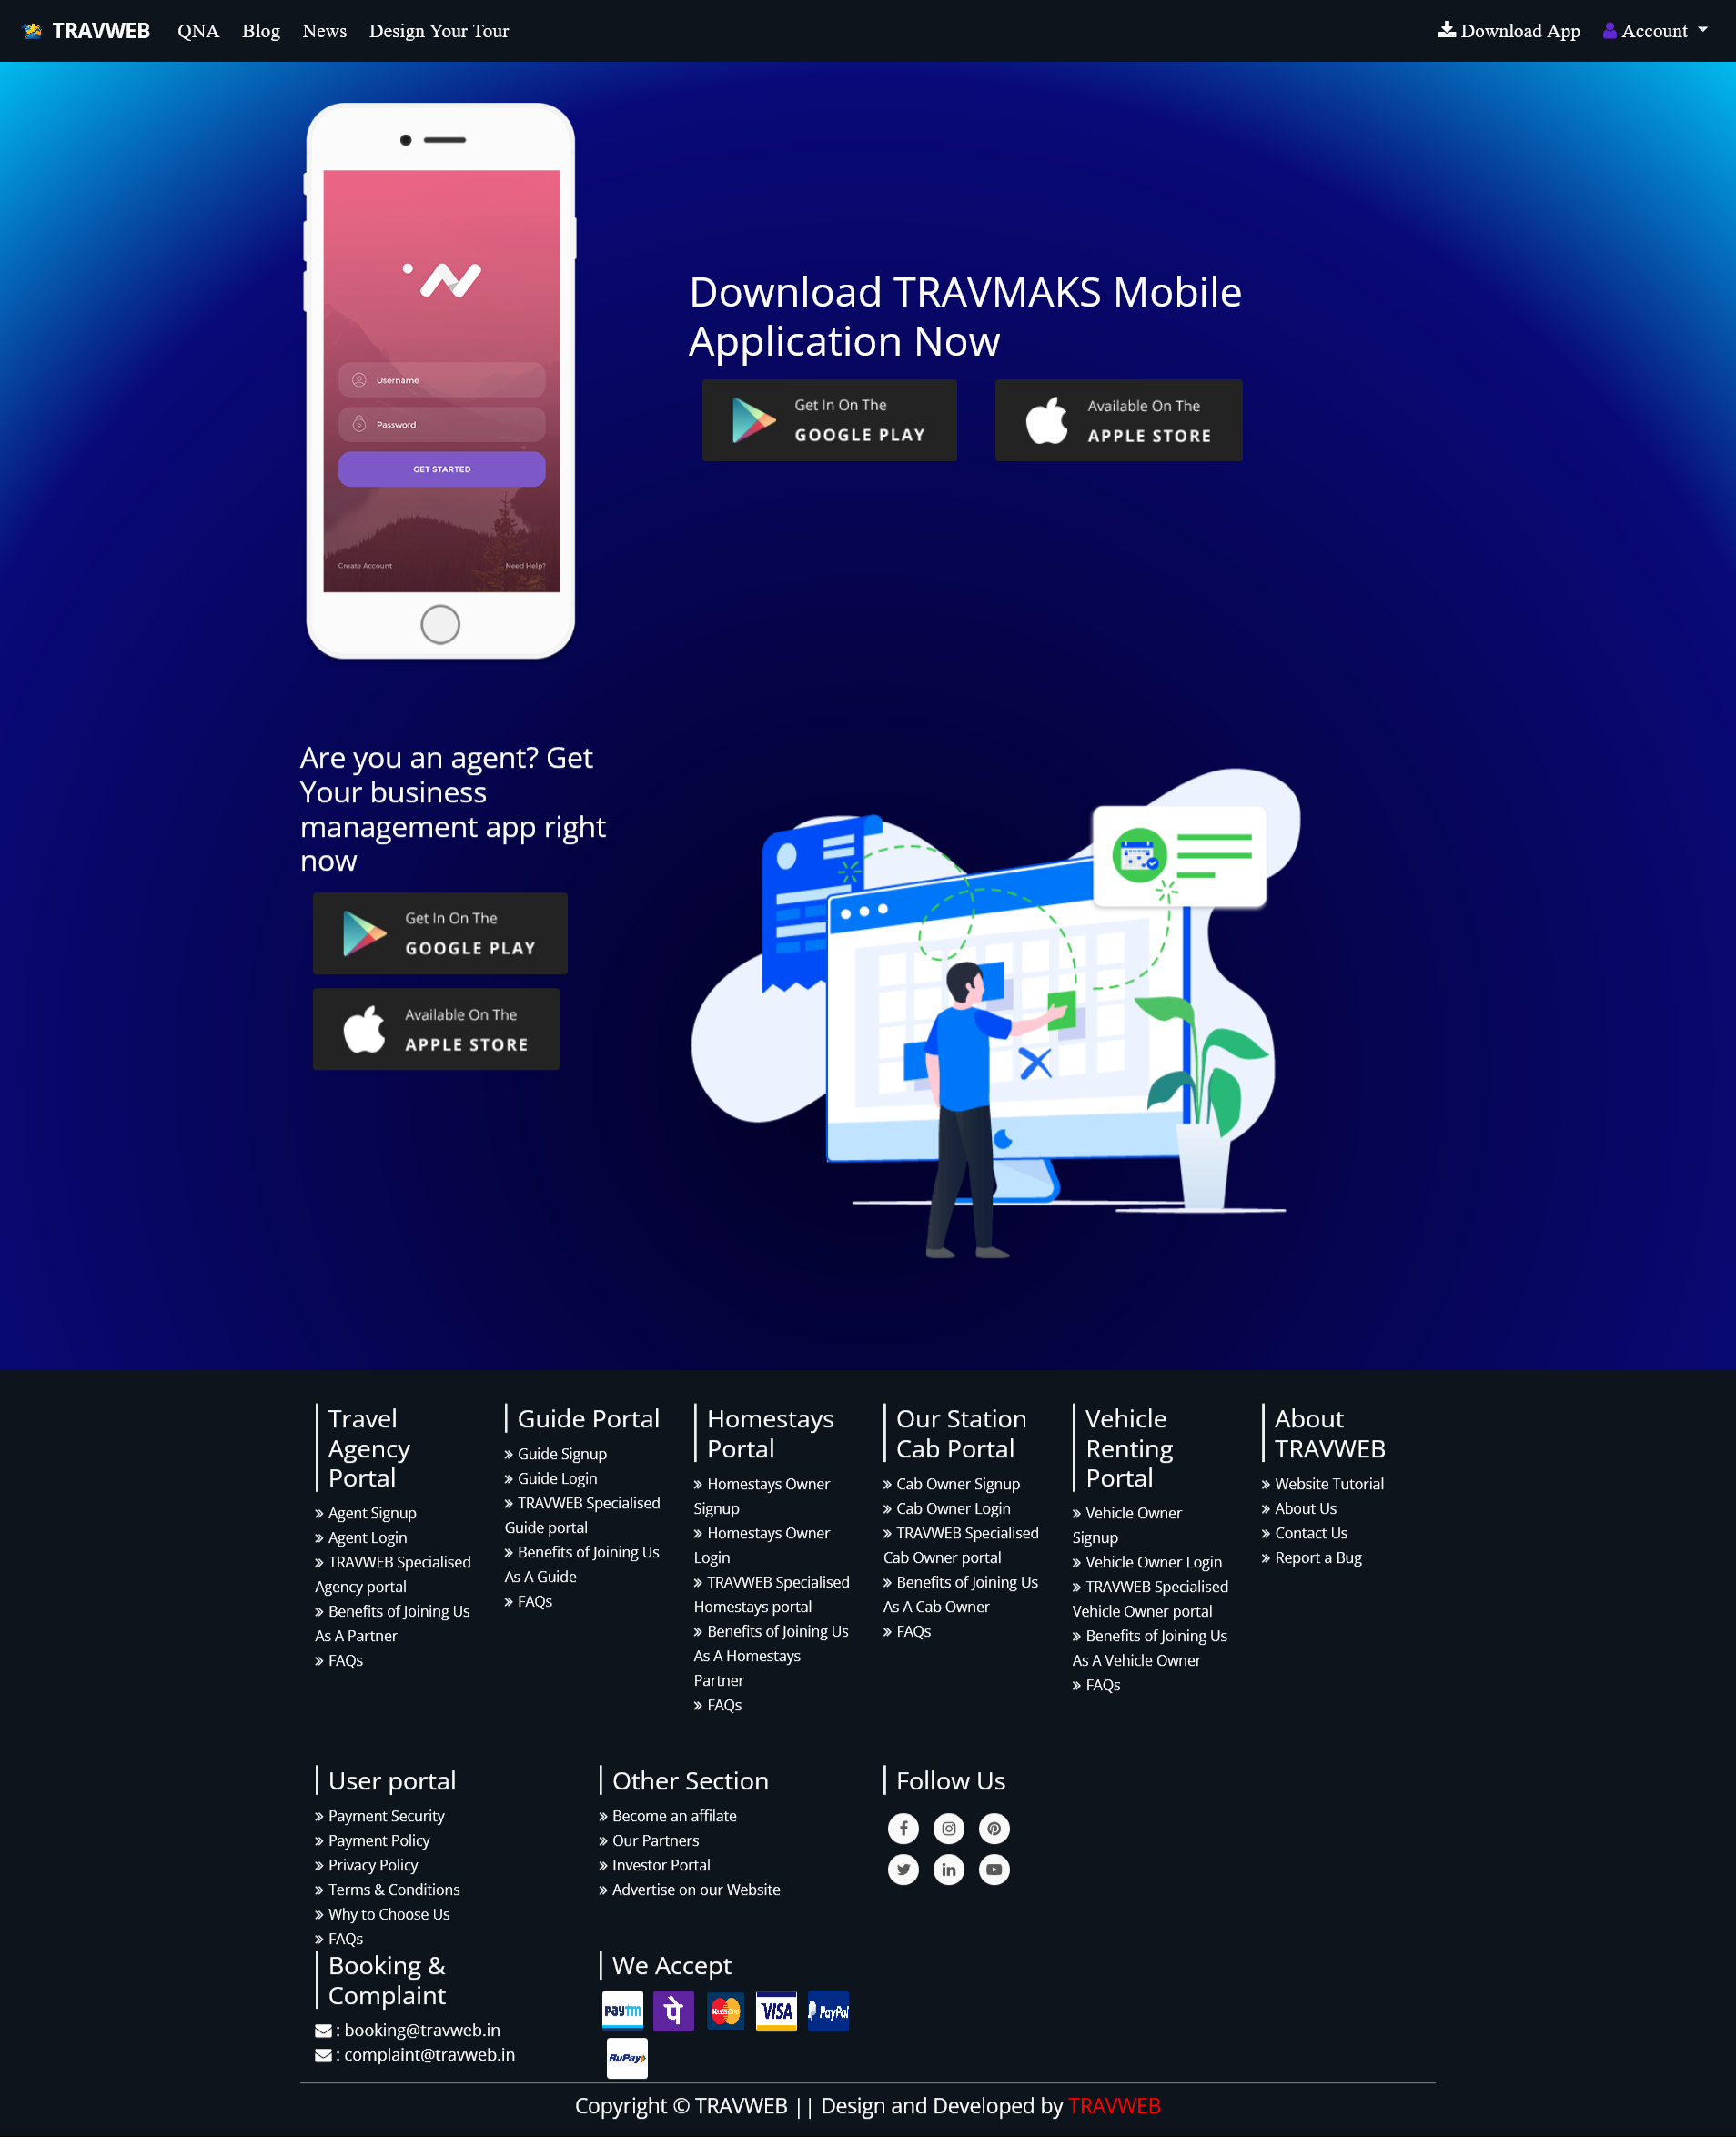 TRAVWEB QNA Blog News Design Your Tour Download App Account
Username
Password
GET STARTED
Create Account Need Help?
Download TRAVMAKS Mobile
Application Now
Get In On The
GOOGLE PLAY
Available On The
APPLE STORE
Are you an agent? Get
Your business
management app right
now
Get In On The
GOOGLE PLAY
Available On The
APPLE STORE
Travel
Agency
Portal
Agent Signup
Agent Login
TRAVWEB Specialised
Agency portal
Benefits of Joining Us
As A Partner
FAQs
Guide Portal
Guide Signup
Guide Login
TRAVWEB Specialised
Guide portal
Benefits of Joining Us
As A Guide
FAQs
Homestays
Portal
Homestays Owner
Signup
Homestays Owner
Login
TRAVWEB Specialised
Homestays portal
Benefits of Joining Us
As A Homestays
Partner
FAQs
Our Station
Cab Portal
Cab Owner Signup
Cab Owner Login
TRAVWEB Specialised
Cab Owner portal
Benefits of Joining Us
As A Cab Owner
FAQs
Vehicle
Renting
Portal
Vehicle Owner
Signup
Vehicle Owner Login
TRAVWEB Specialised
Vehicle Owner portal
Benefits of Joining Us
As A Vehicle Owner
FAQs
About
TRAVWEB
Website Tutorial
About Us
Contact Us
Report a Bug
User portal
Payment Security
Payment Policy
Privacy Policy
Terms & Conditions
Why to Choose Us
FAQs
Other Section
Become an affilate
Our Partners
Investor Portal
Advertise on our Website
Follow Us
Booking &
Complaint
: booking@travweb.in
: complaint@travweb.in
We Accept
paytm पे MasterCard VISA PayPal
RuPay
Copyright © TRAVWEB || Design and Developed by TRAVWEB